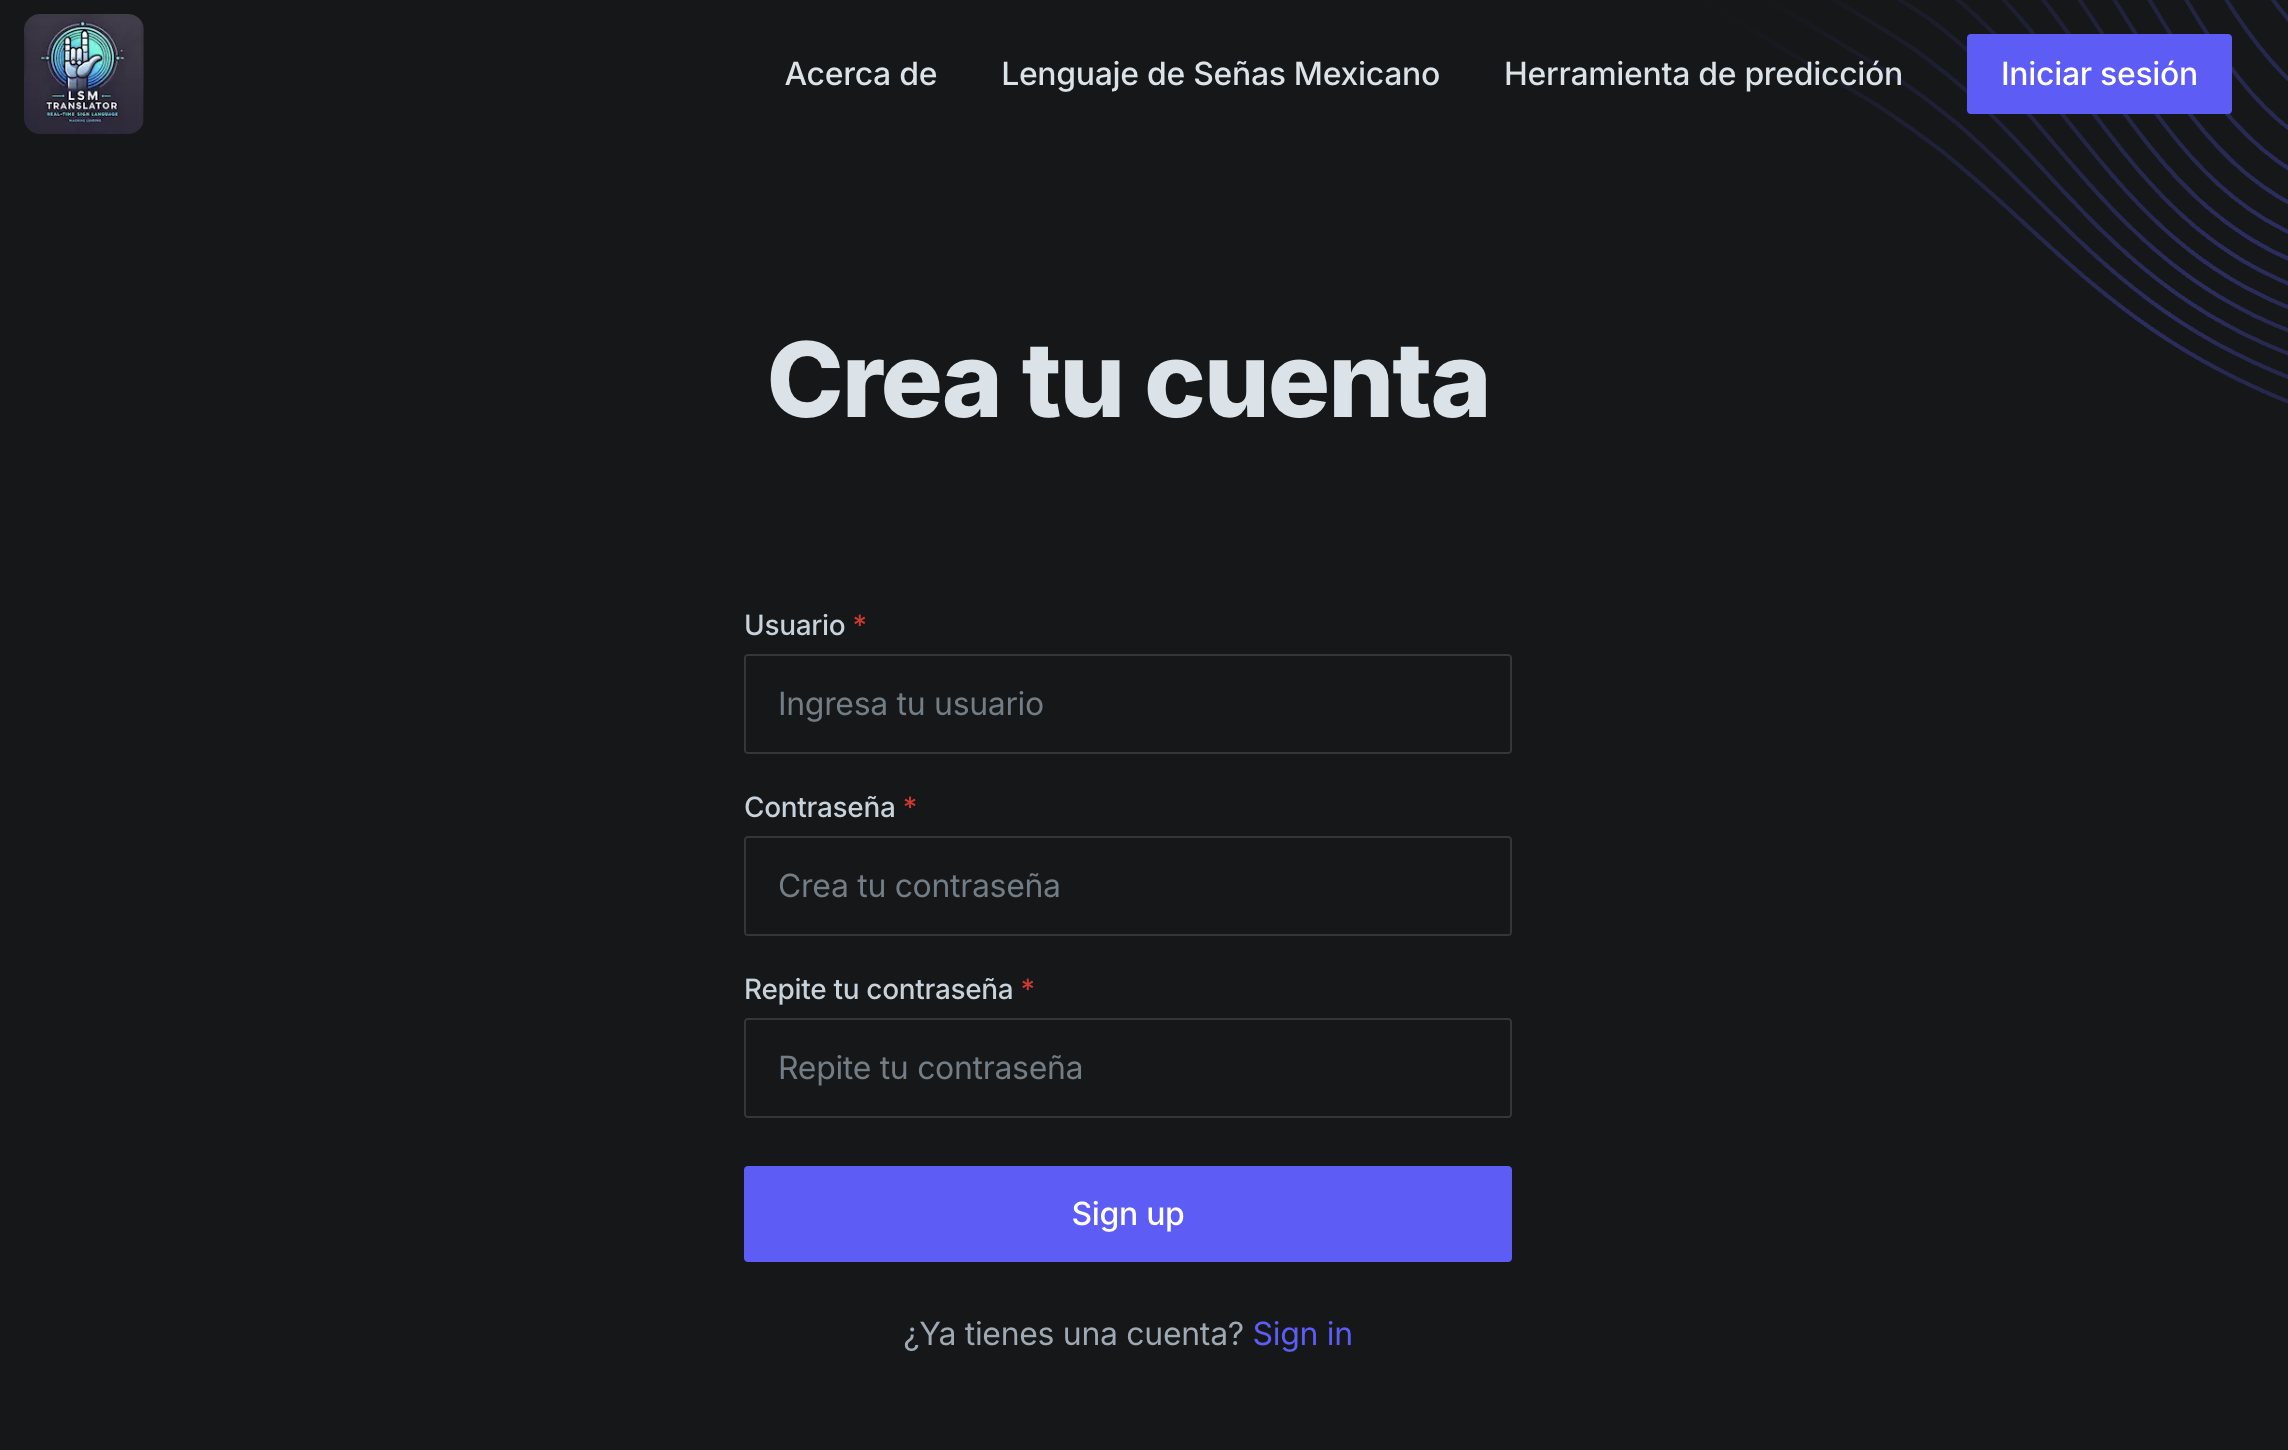 LSM
TRANSLATOR
REAL-TIME SIGN LANGUAGE
Acerca de
Lenguaje de Señas Mexicano
Herramienta de predicción
Iniciar sesión
Crea tu cuenta
Usuario *
Ingresa tu usuario
Contraseña *
Crea tu contraseña
Repite tu contraseña *
Repite tu contraseña
Sign up
¿Ya tienes una cuenta? Sign in